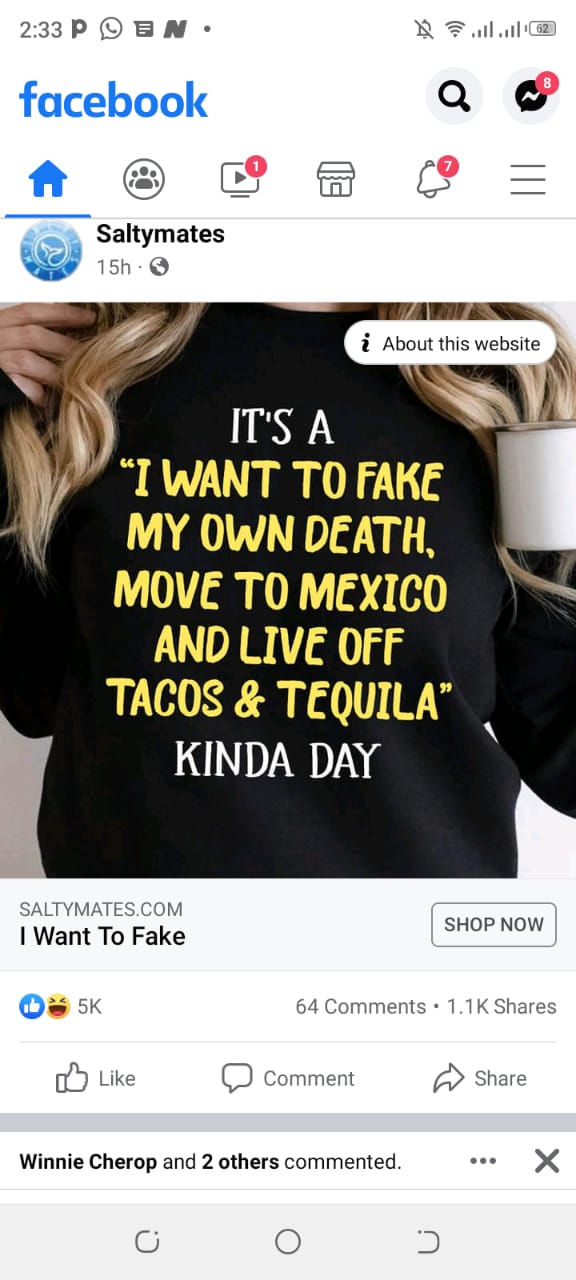 2:33
62
facebook
8
1
7
Saltymates
15h ·
i About this website
IT'S A
“I WANT TO FAKE
MY OWN DEATH,
MOVE TO MEXICO
AND LIVE OFF
TACOS & TEQUILA”
KINDA DAY
SALTYMATES.COM
I Want To Fake
SHOP NOW
5K
64 Comments • 1.1K Shares
Like
Comment
Share
Winnie Cherop and 2 others commented.